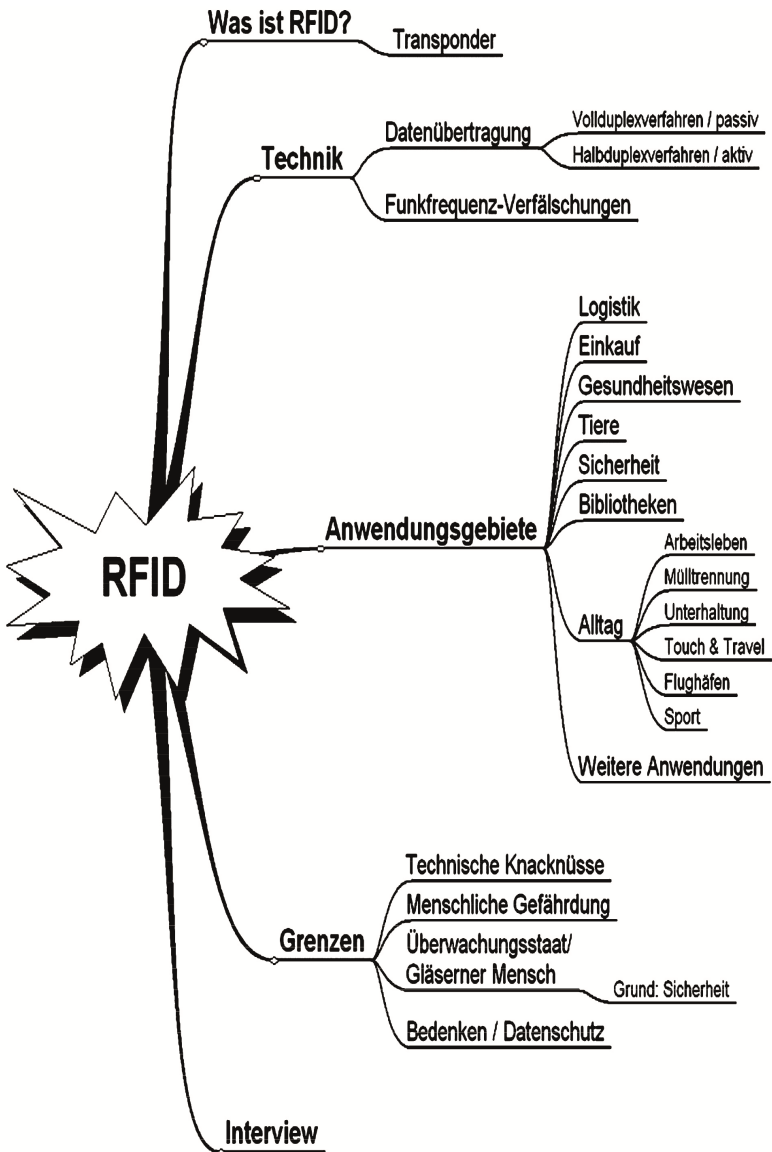 Was ist RFID?
Transponder
Technik
Datenübertragung
Vollduplexverfahren / passiv
Halbduplexverfahren / aktiv
Funkfrequenz-Verfälschungen
RFID
Anwendungsgebiete
Logistik
Einkauf
Gesundheitswesen
Tiere
Sicherheit
Bibliotheken
Alltag
Arbeitsleben
Mülltrennung
Unterhaltung
Touch & Travel
Flughäfen
Sport
Weitere Anwendungen
Grenzen
Technische Knacknüsse
Menschliche Gefährdung
Überwachungsstaat/
Gläserner Mensch
Grund: Sicherheit
Bedenken / Datenschutz
Interview